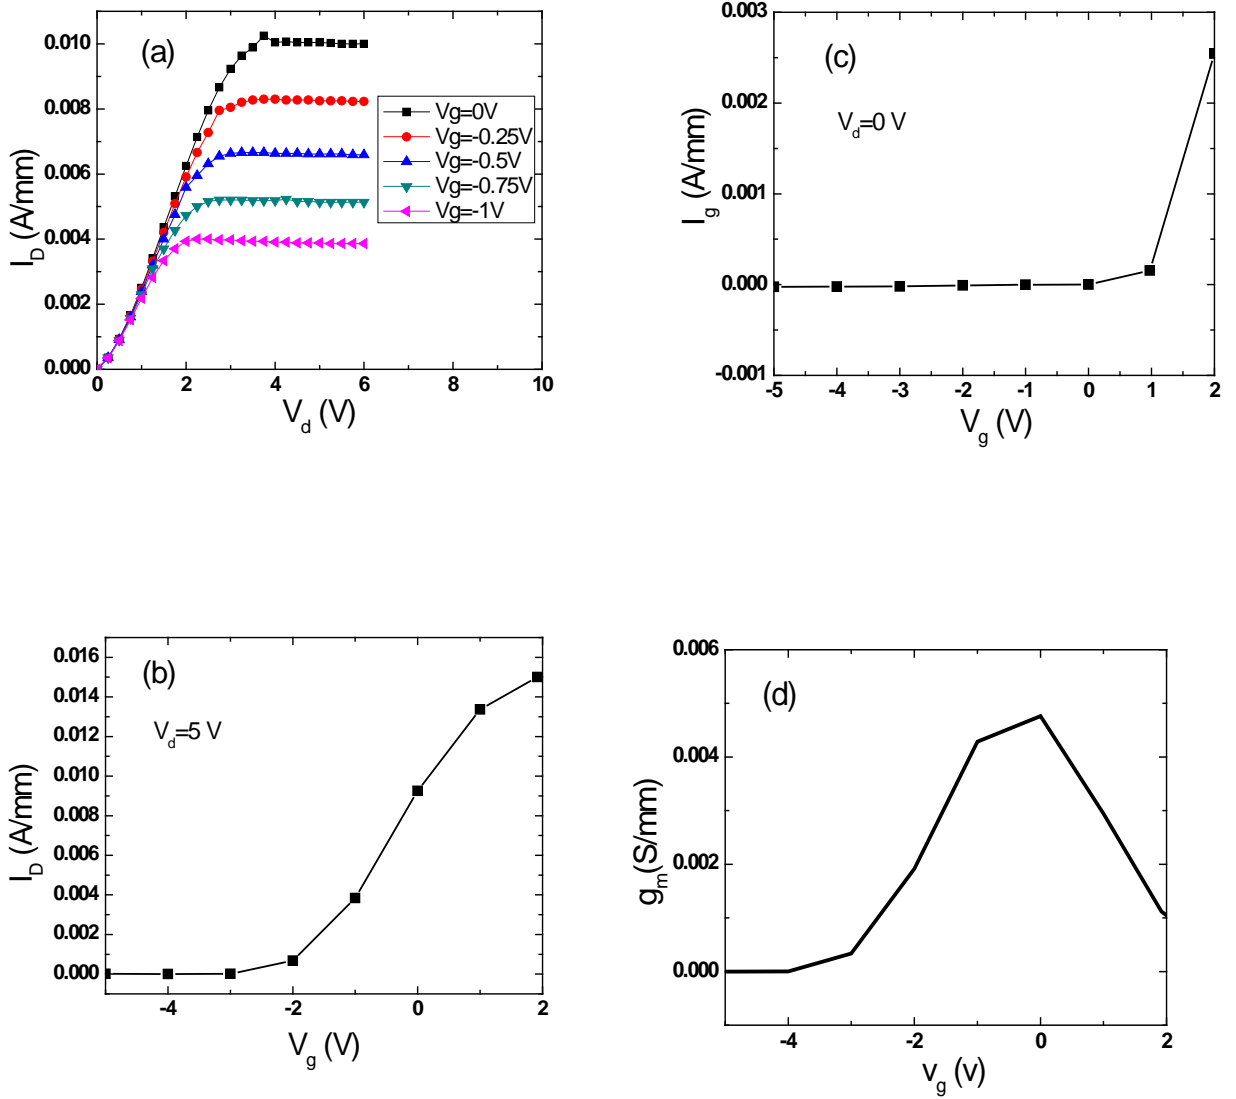 (a)
0.010
0.008
0.006
0.004
0.002
0.000
I_D (A/mm)
0 2 4 6 8 10
V_d (V)
Vg=0V
Vg=-0.25V
Vg=-0.5V
Vg=-0.75V
Vg=-1V
(c)
V_d=0 V
0.003
0.002
0.001
0.000
-0.001
I_g (A/mm)
-5 -4 -3 -2 -1 0 1 2
V_g (V)
(b)
V_d=5 V
0.016
0.014
0.012
0.010
0.008
0.006
0.004
0.002
0.000
I_D (A/mm)
-4 -2 0 2
V_g (V)
(d)
0.006
0.004
0.002
0.000
g_m(S/mm)
-4 -2 0 2
v_g (v)